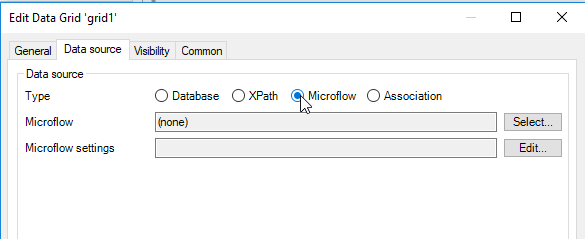 Edit Data Grid 'grid1'
General Data source Visibility Common
Data source
Type Database XPath Microflow Association
Microflow (none) Select...
Microflow settings Edit...